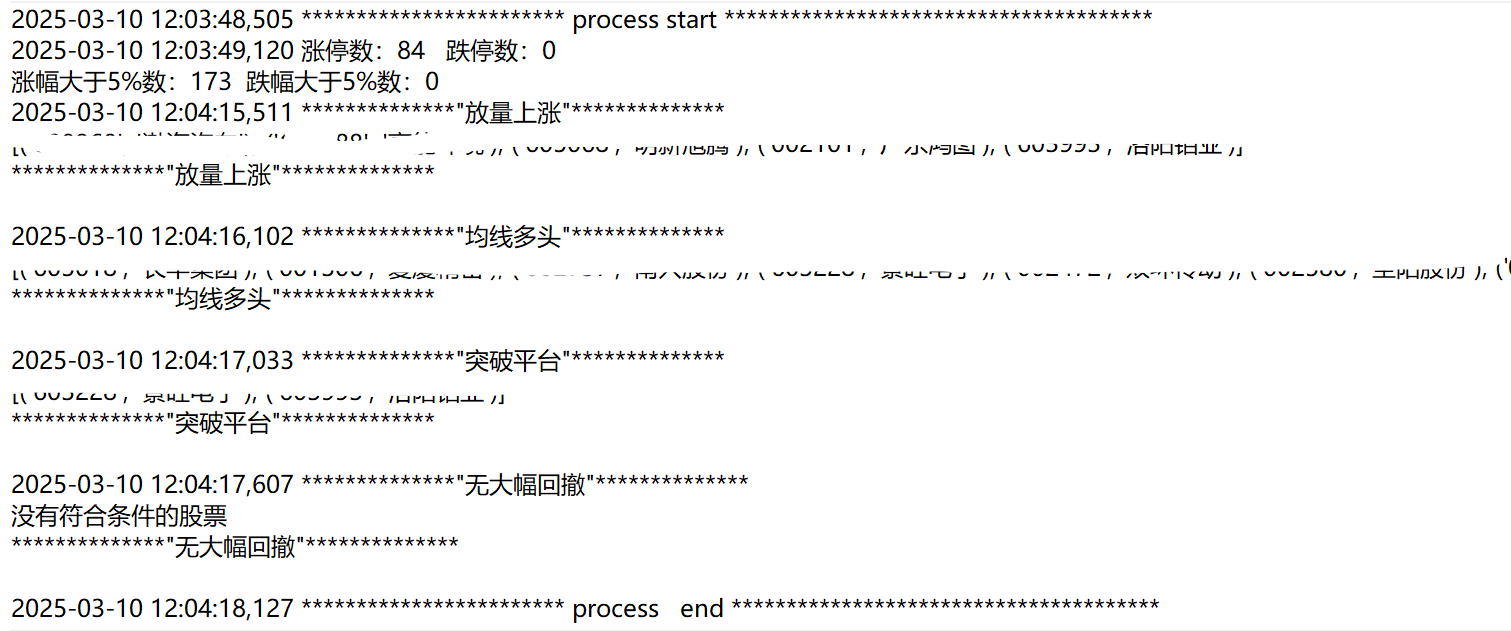 2025-03-10 12:03:48,505 ************************ process start ***************************************
2025-03-10 12:03:49,120 涨停数：84 跌停数：0
涨幅大于5%数：173 跌幅大于5%数：0
2025-03-10 12:04:15,511 **************"放量上涨"**************
**************"放量上涨"**************
2025-03-10 12:04:16,102 **************"均线多头"**************
**************"均线多头"**************
2025-03-10 12:04:17,033 **************"突破平台"**************
**************"突破平台"**************
2025-03-10 12:04:17,607 **************"无大幅回撤"**************
没有符合条件的股票
**************"无大幅回撤"**************
2025-03-10 12:04:18,127 ************************ process end ***************************************